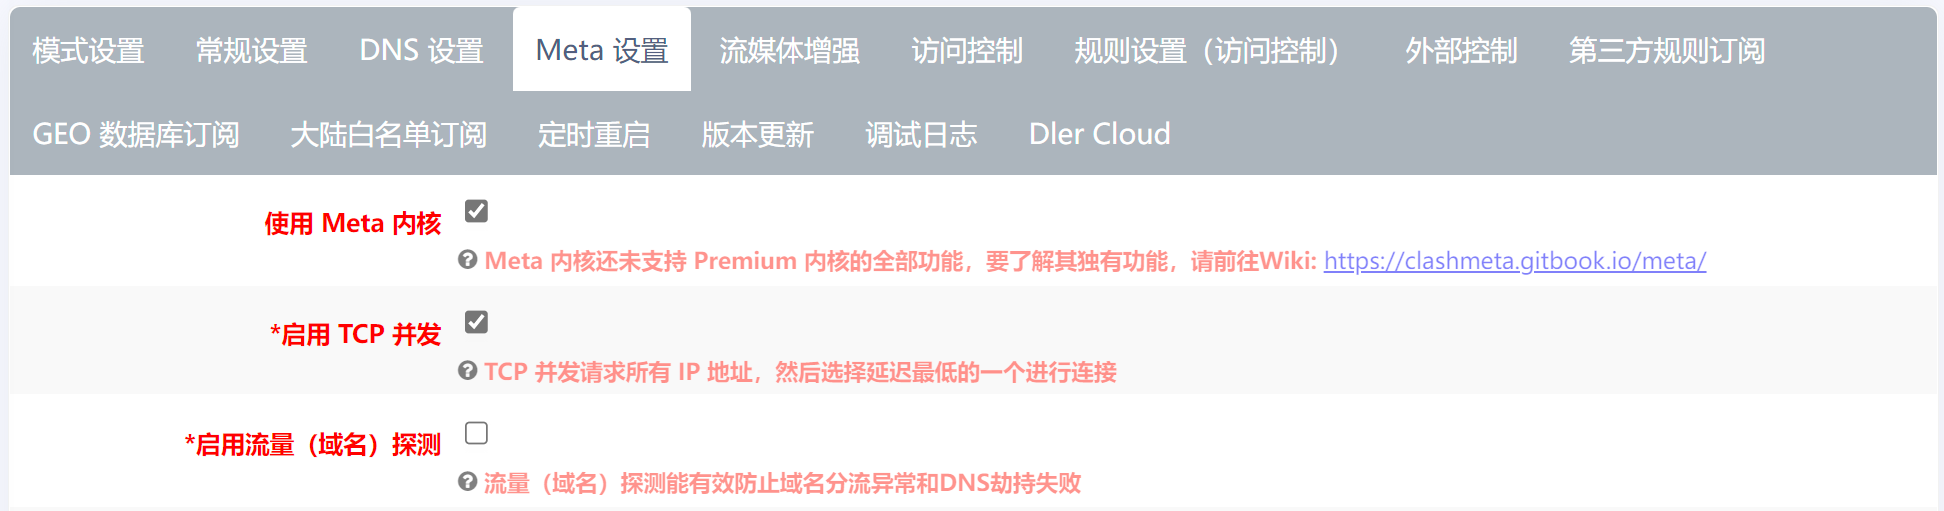 模式设置 常规设置 DNS 设置 Meta 设置 流媒体增强 访问控制 规则设置（访问控制） 外部控制 第三方规则订阅
GEO 数据库订阅 大陆白名单订阅 定时重启 版本更新 调试日志 Dler Cloud
使用 Meta 内核
Meta 内核还未支持 Premium 内核的全部功能，要了解其独有功能，请前往Wiki: https://clashmeta.gitbook.io/meta/
*启用 TCP 并发
TCP 并发请求所有 IP 地址，然后选择延迟最低的一个进行连接
*启用流量（域名）探测
流量（域名）探测能有效防止域名分流异常和DNS劫持失败